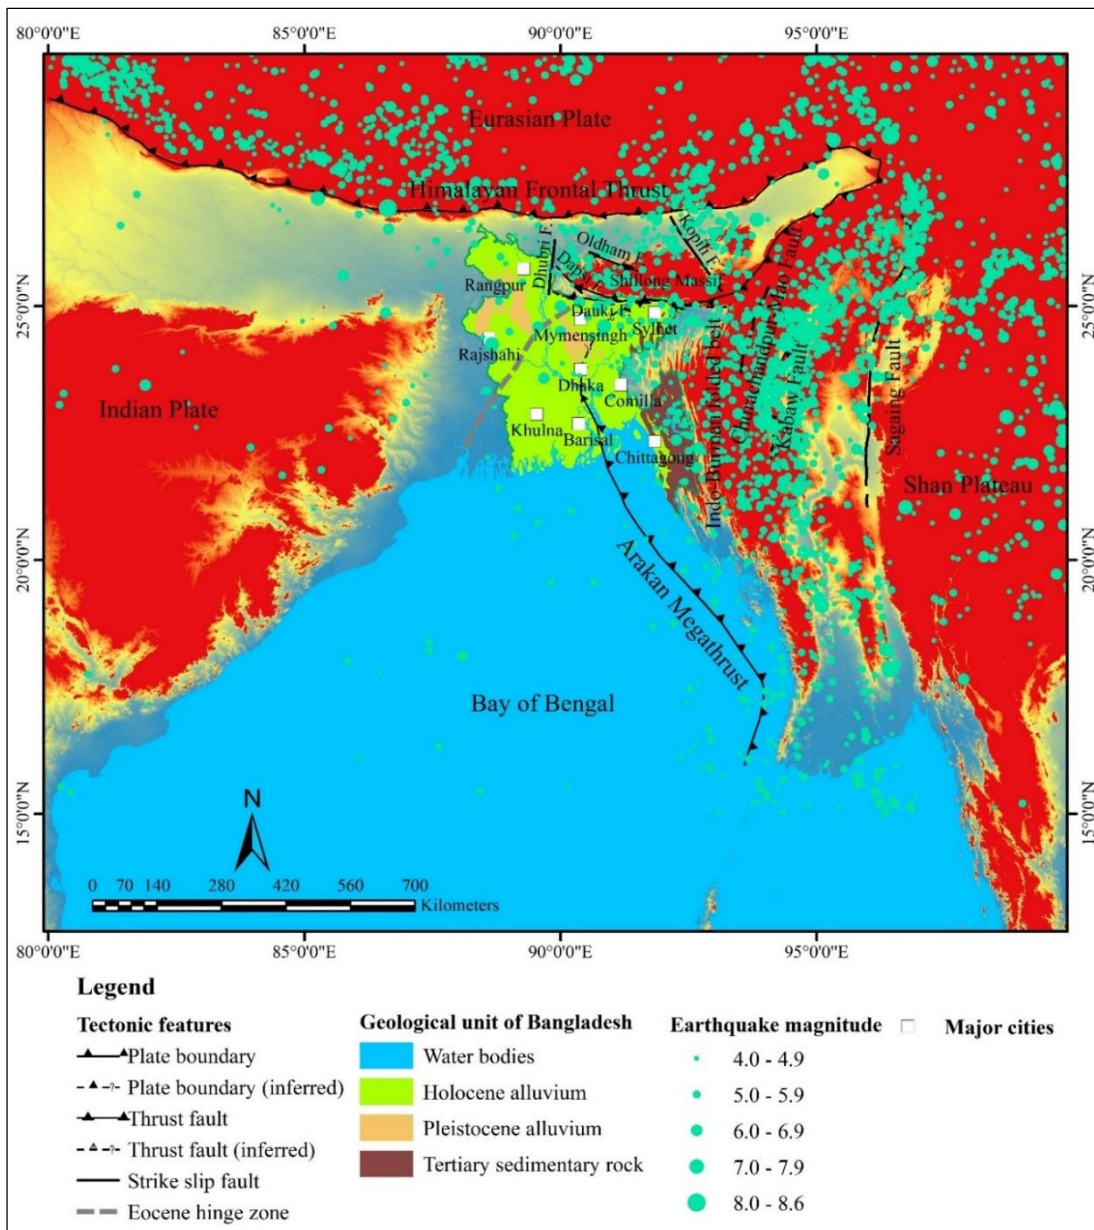 80°0'0"E 85°0'0"E 90°0'0"E 95°0'0"E
Eurasian Plate
Himalayan Frontal Thrust
Kopili F.
Oldham F.
Dhubri F.
Dapsi
Shillong Massif
Rangpur
25°0'0"N 25°0'0"N
Dauki F.
Sylhet
Mymensingh
Rajshahi
Dhaka
Comilla
Indian Plate
Khulna
Barisal
Chittagong
Indo-Burman folded belt
Churachandpur Mao Fault
Kabaw Fault
Sagaing Fault
Shan Plateau
20°0'0"N 20°0'0"N
Arakan Megathrust
Bay of Bengal
15°0'0"N 15°0'0"N
N
0 70 140 280 420 560 700
Kilometers
80°0'0"E 85°0'0"E 90°0'0"E 95°0'0"E
Legend
Tectonic features
Plate boundary
? Plate boundary (inferred)
Thrust fault
? Thrust fault (inferred)
Strike slip fault
Eocene hinge zone
Geological unit of Bangladesh
Water bodies
Holocene alluvium
Pleistocene alluvium
Tertiary sedimentary rock
Earthquake magnitude
4.0 - 4.9
5.0 - 5.9
6.0 - 6.9
7.0 - 7.9
8.0 - 8.6
Major cities